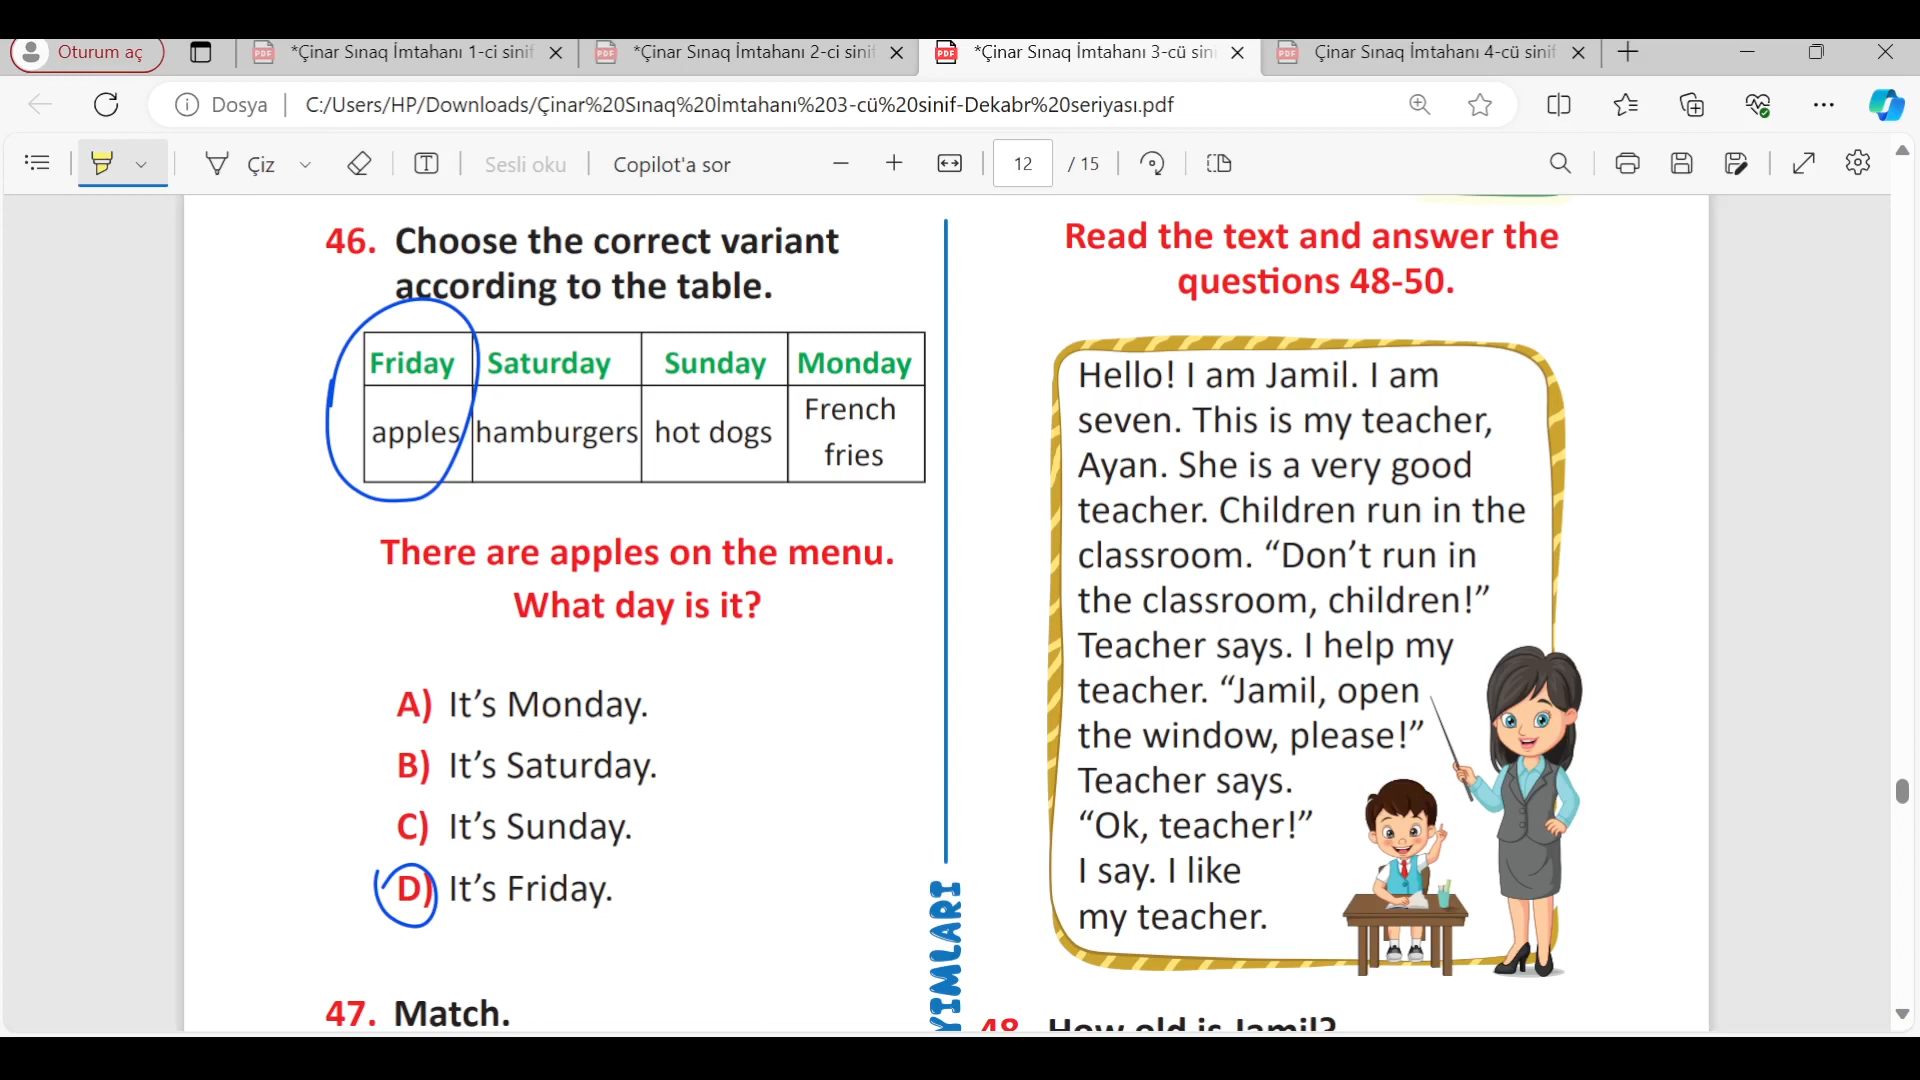 Oturum aç
*Çinar Sınaq İmtahanı 1-ci sinif
*Çinar Sınaq İmtahanı 2-ci sinif
*Çinar Sınaq İmtahanı 3-cü sini
Çinar Sınaq İmtahanı 4-cü sinif
Dosya
C:/Users/HP/Downloads/Çinar%20Sınaq%20İmtahanı%203-cü%20sinif-Dekabr%20seriyası.pdf
Çiz
Sesli oku
Copilot'a sor
12
/ 15
46. Choose the correct variant
according to the table.
Friday Saturday Sunday Monday
apples hamburgers hot dogs French fries
There are apples on the menu.
What day is it?
A) It's Monday.
B) It's Saturday.
C) It's Sunday.
D) It's Friday.
47. Match.
YIMLARI
Read the text and answer the
questions 48-50.
Hello! I am Jamil. I am
seven. This is my teacher,
Ayan. She is a very good
teacher. Children run in the
classroom. “Don’t run in
the classroom, children!”
Teacher says. I help my
teacher. “Jamil, open
the window, please!”
Teacher says.
“Ok, teacher!”
I say. I like
my teacher.
48 How old is Jamil?